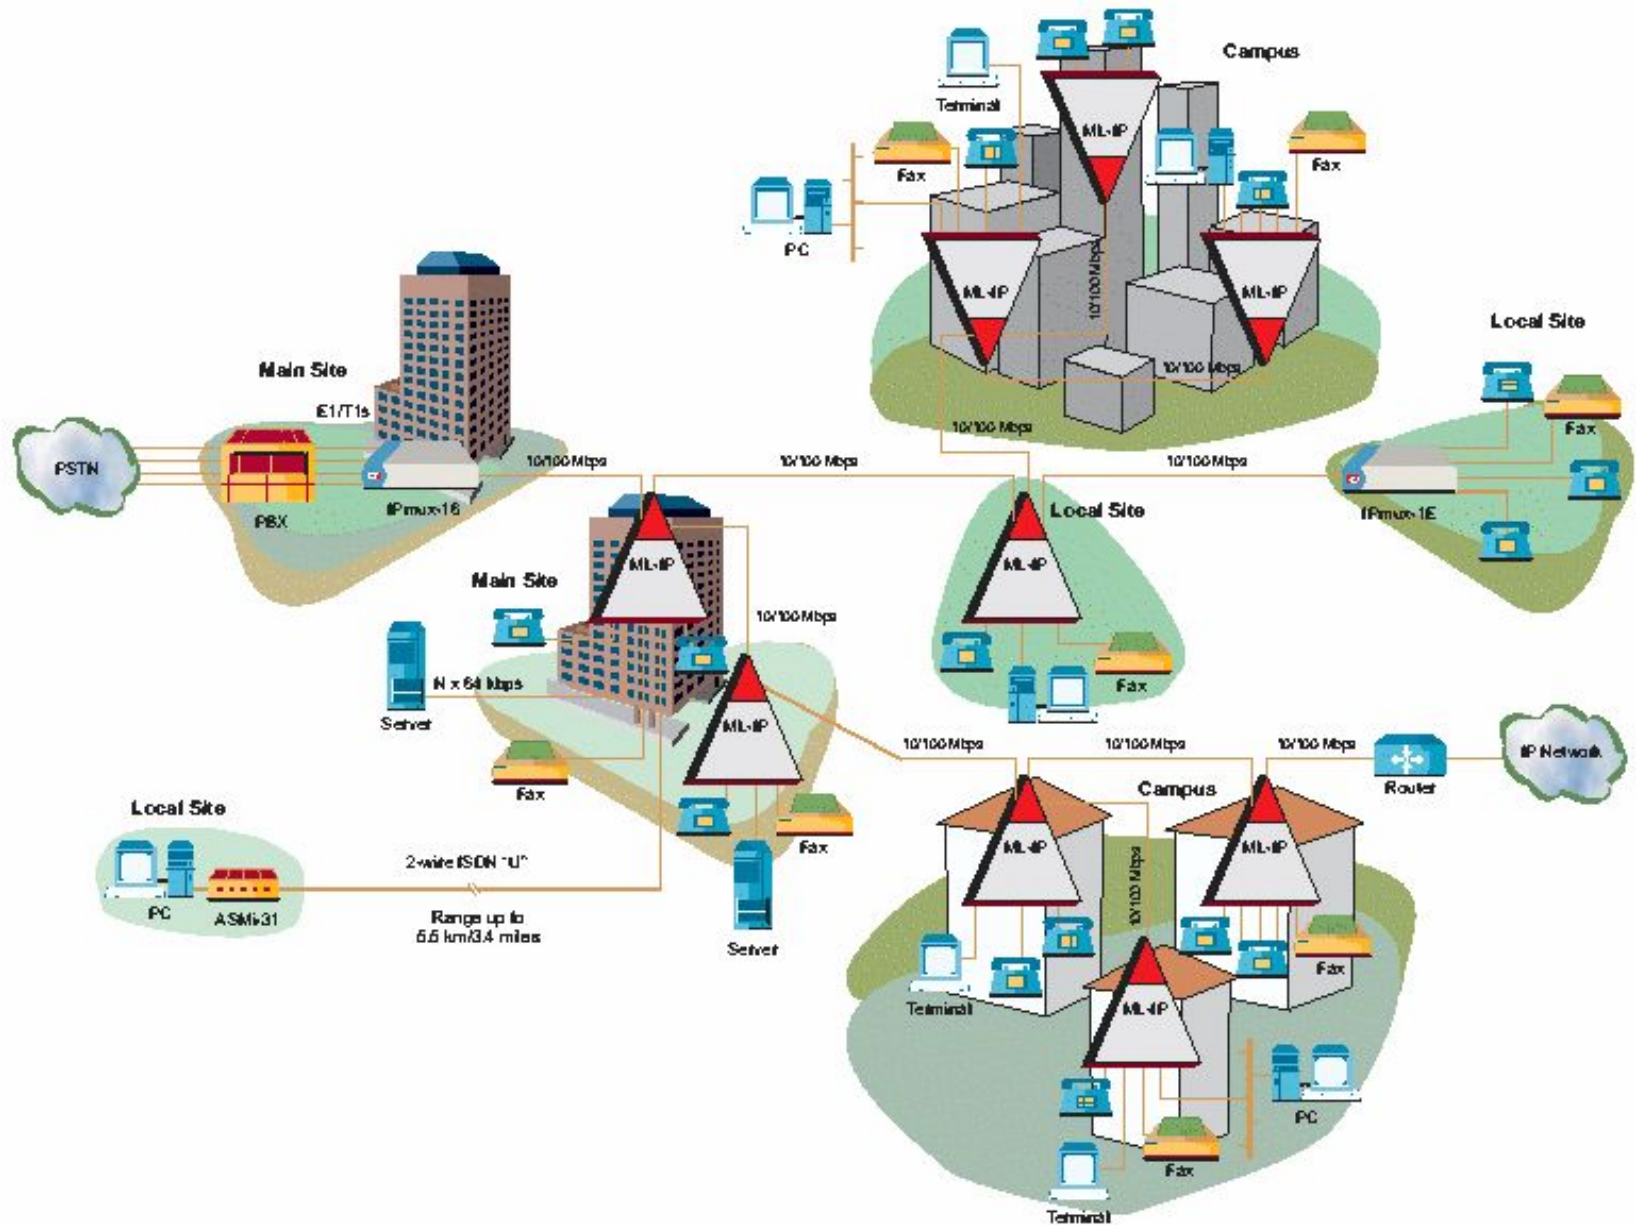 Campus
Terminal
ML-IP
Fax
Fax
PC
10/100 Mbps
ML-IP
ML-IP
Local Site
Main Site
10/100 Mbps
E1/T1s
10/100 Mbps
Fax
PSTN
10/100 Mbps
10/100 Mbps
10/100 Mbps
PBX
IPmux-16
Local Site
IPmux-1E
ML-IP
ML-IP
Main Site
10/100 Mbps
N x 64 kbps
Fax
Server
ML-IP
10/100 Mbps
10/100 Mbps
10/100 Mbps
IP Network
Fax
Campus
Router
Local Site
Fax
ML-IP
ML-IP
2-wire ISDN "U"
10/100 Mbps
PC
ASMi-31
Range up to
5.5 km/3.4 miles
Server
Fax
Terminal
ML-IP
PC
Fax
Terminal